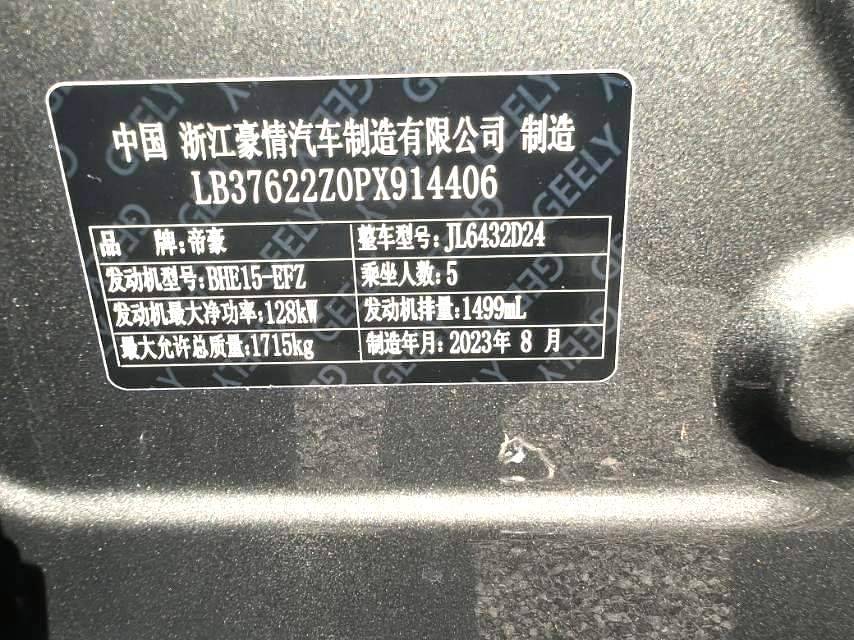 中国 浙江豪情汽车制造有限公司 制造
LB37622Z0PX914406
品 牌:帝豪 整车型号:JL6432D24
发动机型号:BHE15-EFZ 乘坐人数:5
发动机最大净功率:128kW 发动机排量:1499mL
最大允许总质量:1715kg 制造年月:2023年 8 月